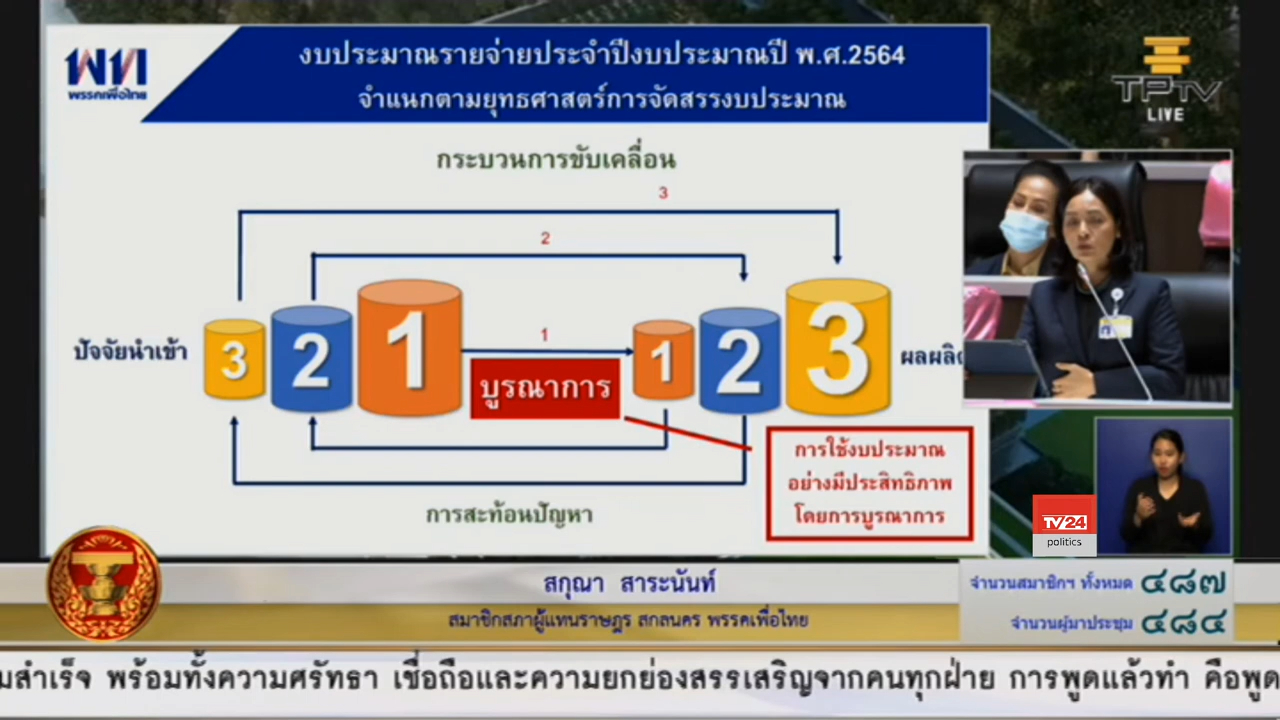 พท
พรรคเพื่อไทย
งบประมาณรายจ่ายประจำปีงบประมาณปี พ.ศ.2564
จำแนกตามยุทธศาสตร์การจัดสรรงบประมาณ
TPTV
LIVE
กระบวนการขับเคลื่อน
3
2
1
ปัจจัยนำเข้า
3 2 1
1 2 3
ผลผลิต
บูรณาการ
การใช้งบประมาณ
อย่างมีประสิทธิภาพ
โดยการบูรณาการ
การสะท้อนปัญหา
TV24
politics
สกุณา สาระนันท์
สมาชิกสภาผู้แทนราษฎร สกลนคร พรรคเพื่อไทย
จำนวนสมาชิกฯ ทั้งหมด ๔๘๗
จำนวนผู้มาประชุม ๔๘๔
มสำเร็จ พร้อมทั้งความศรัทธา เชื่อถือและความยกย่องสรรเสริญจากคนทุกฝ่าย การพูดแล้วทำ คือพูด